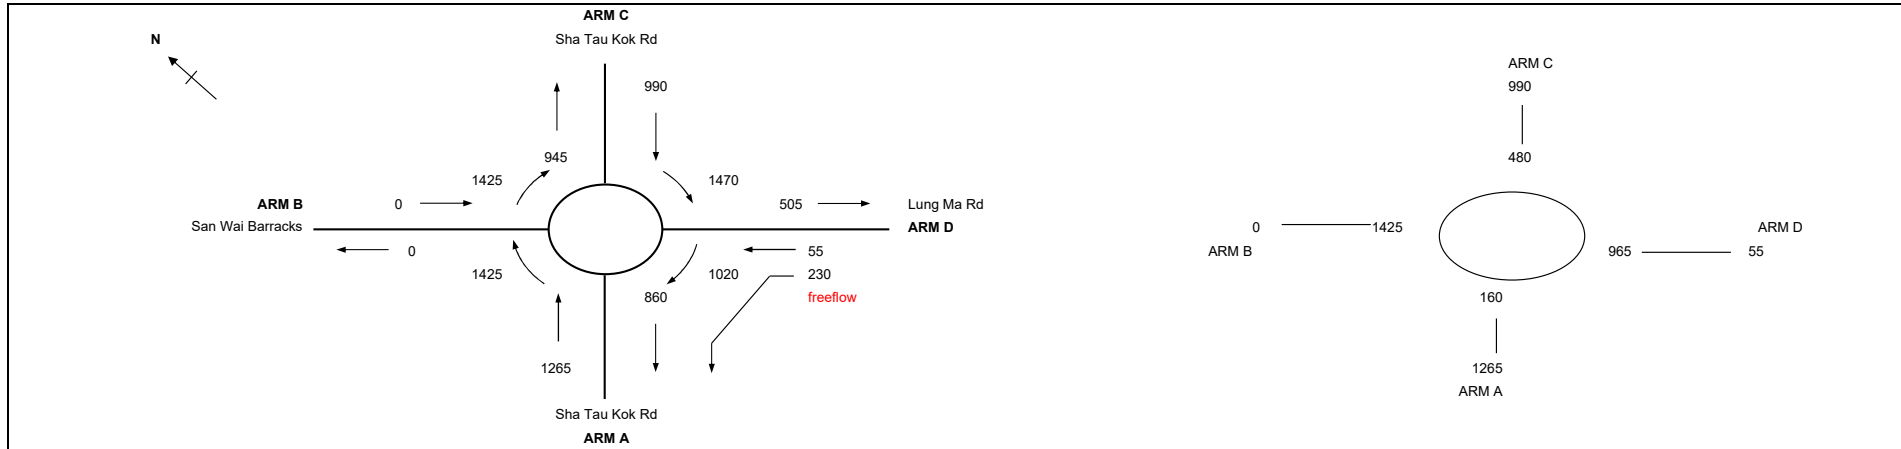 ARM C
Sha Tau Kok Rd
N
990
945
1425
1470
ARM B
0
505
Lung Ma Rd
San Wai Barracks
ARM D
0
55
1425
1020
230
860
freeflow
1265
Sha Tau Kok Rd
ARM A
ARM C
990
480
0
1425
ARM D
ARM B
965
55
160
1265
ARM A